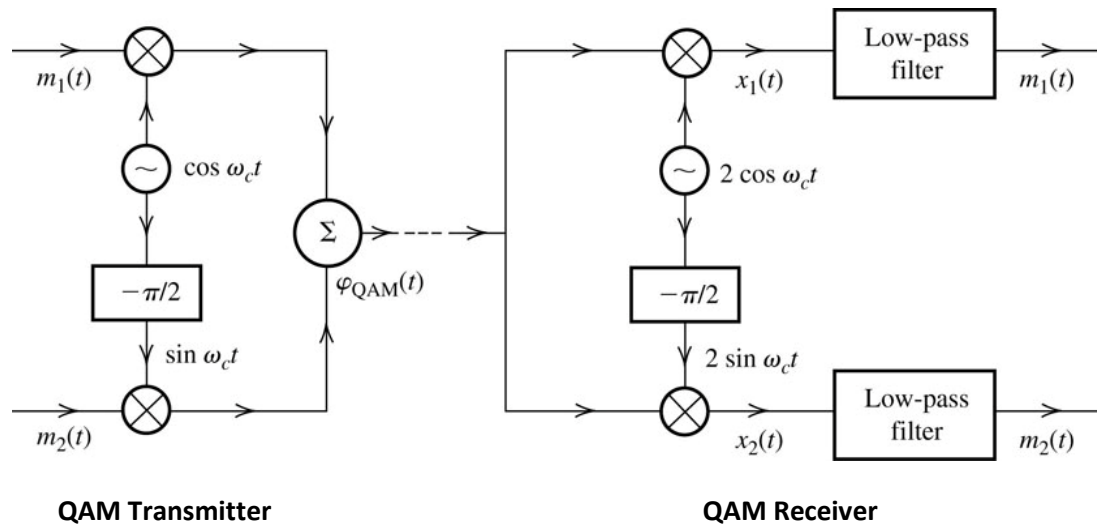 m₁(t)
cos ω_c t
−π/2
sin ω_c t
m₂(t)
Σ
φ_QAM(t)
x₁(t)
Low-pass
filter
m₁(t)
2 cos ω_c t
−π/2
2 sin ω_c t
x₂(t)
Low-pass
filter
m₂(t)
QAM Transmitter
QAM Receiver